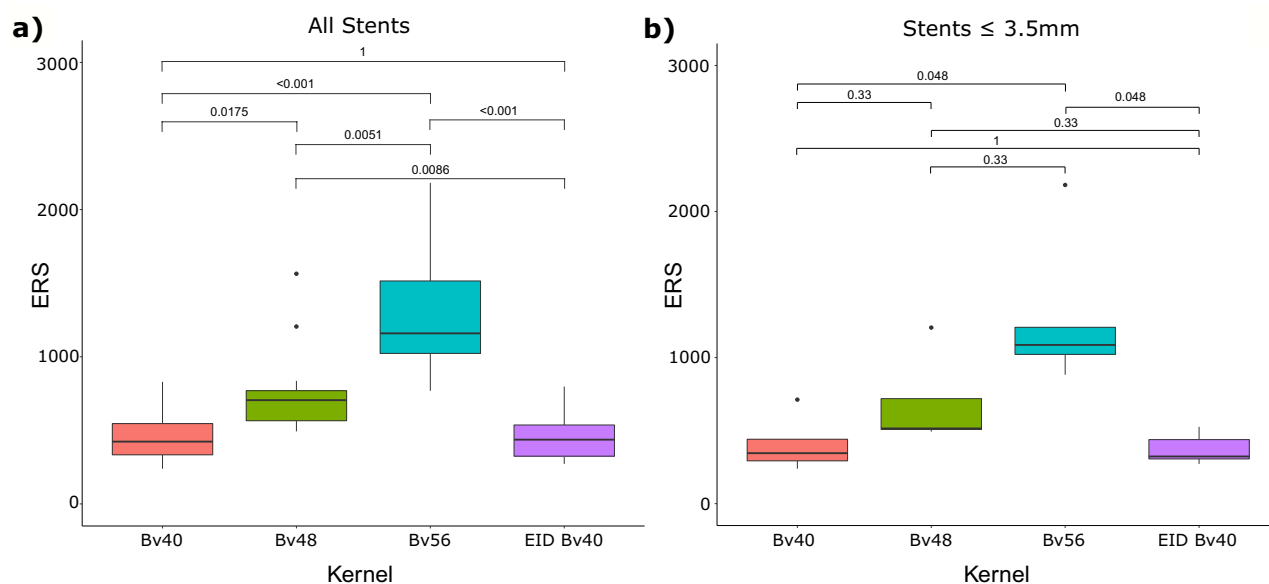 a)
All Stents
3000
2000
1000
0
ERS
1
<0.001
0.0175
<0.001
0.0051
0.0086
Bv40 Bv48 Bv56 EID Bv40
Kernel
b)
Stents ≤ 3.5mm
3000
2000
1000
0
ERS
0.048
0.33
0.048
0.33
1
0.33
Bv40 Bv48 Bv56 EID Bv40
Kernel